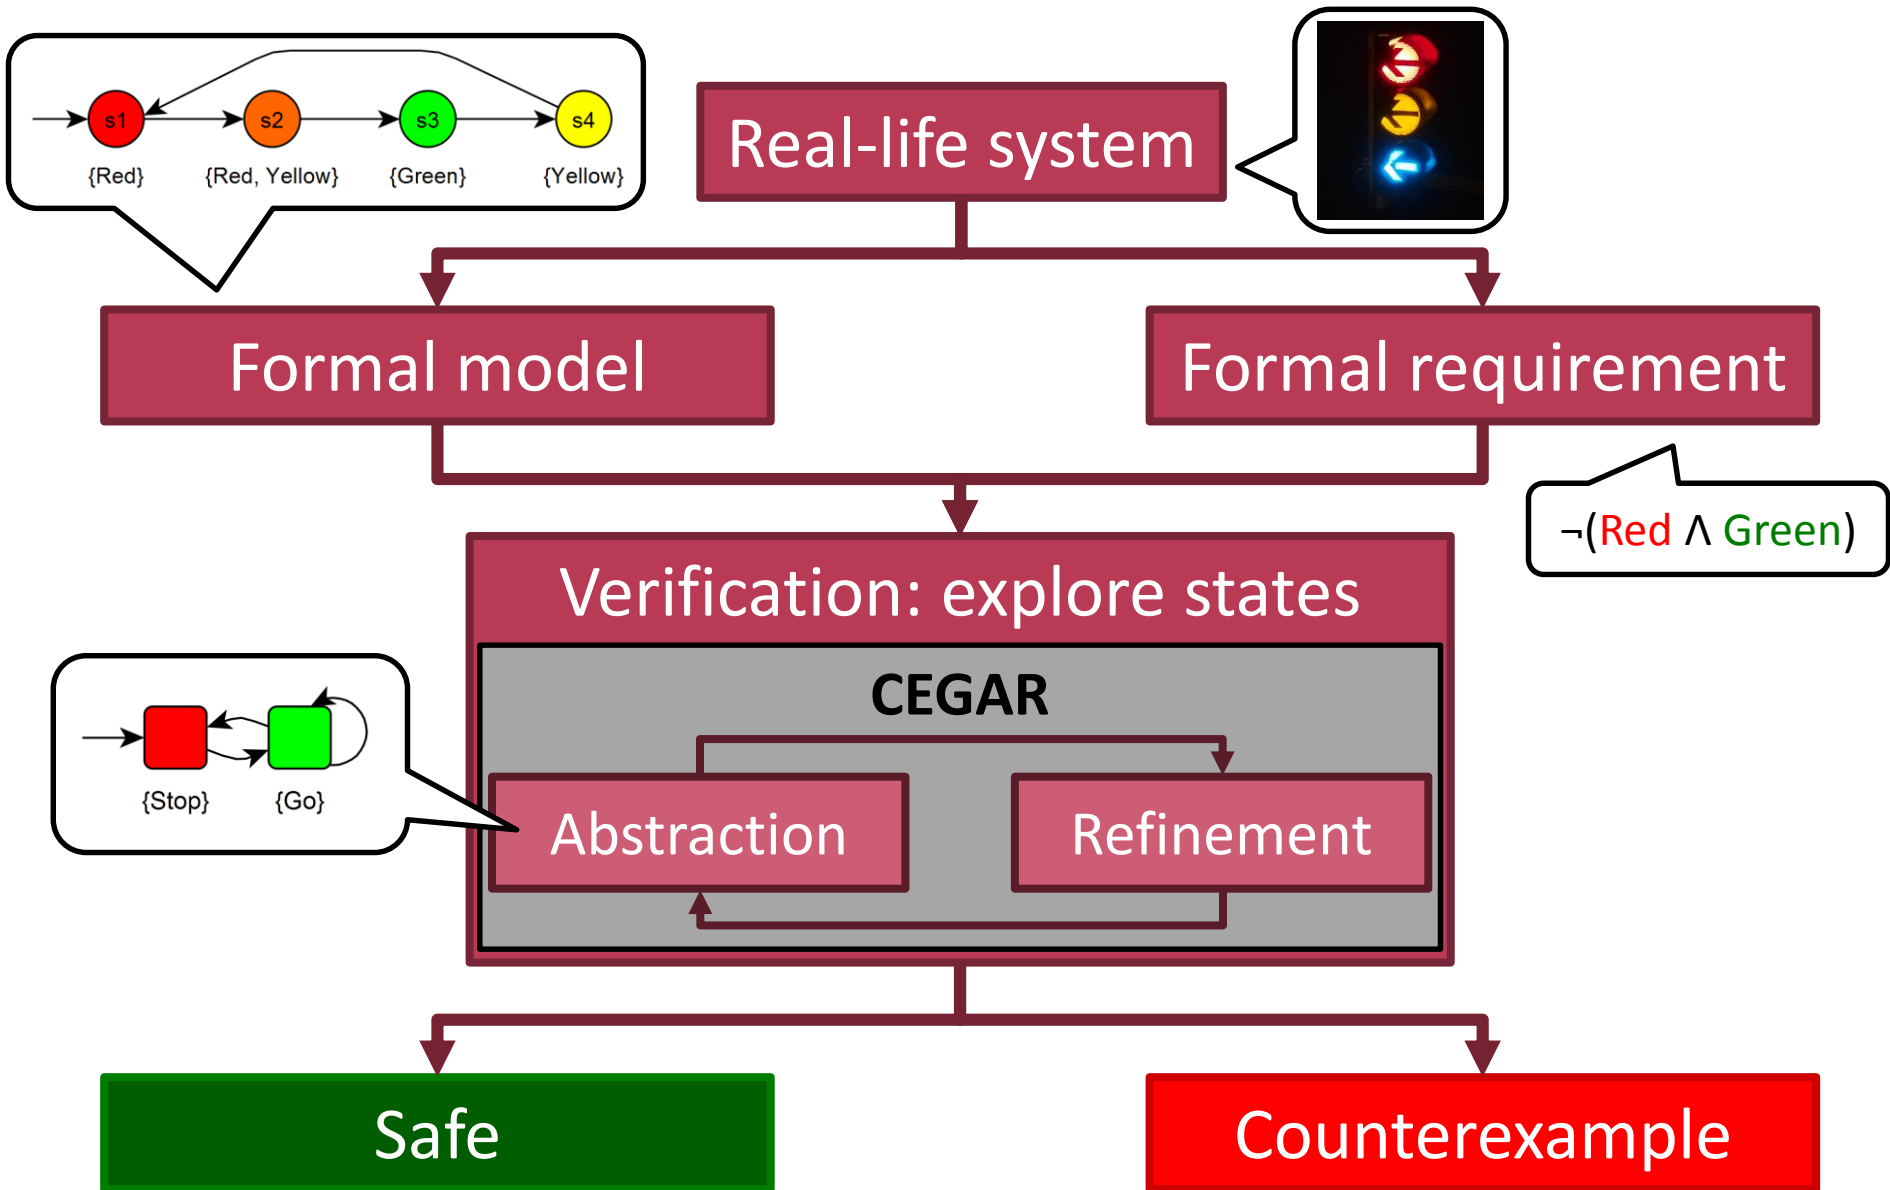 s1 s2 s3 s4
{Red} {Red, Yellow} {Green} {Yellow}
Real-life system
Formal model
Formal requirement
¬(Red ∧ Green)
Verification: explore states
CEGAR
{Stop} {Go}
Abstraction
Refinement
Safe
Counterexample